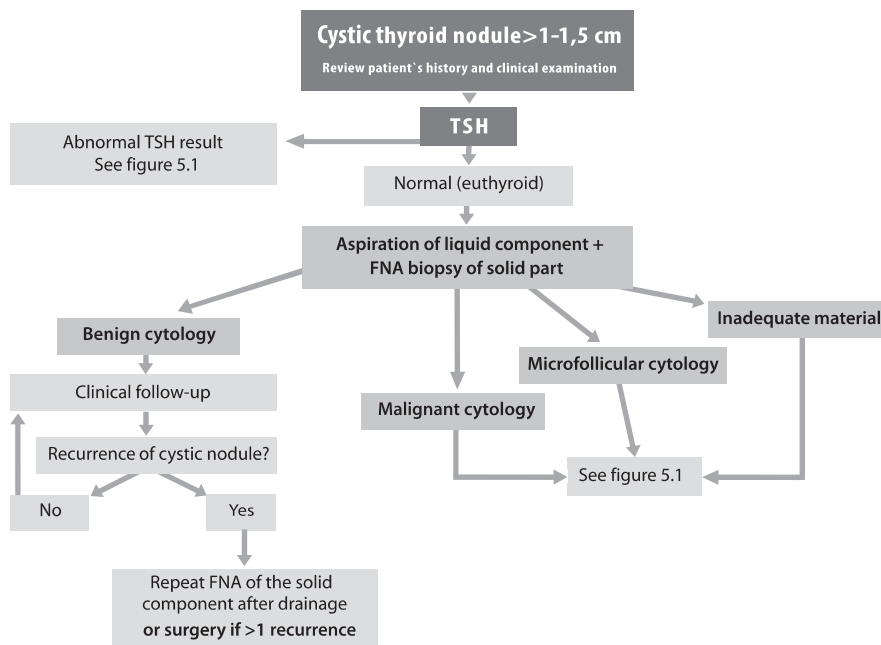 Cystic thyroid nodule>1-1,5 cm
Review patient`s history and clinical examination
TSH
Abnormal TSH result
See figure 5.1
Normal (euthyroid)
Aspiration of liquid component +
FNA biopsy of solid part
Benign cytology
Inadequate material
Microfollicular cytology
Clinical follow-up
Malignant cytology
Recurrence of cystic nodule?
See figure 5.1
No
Yes
Repeat FNA of the solid
component after drainage
or surgery if >1 recurrence